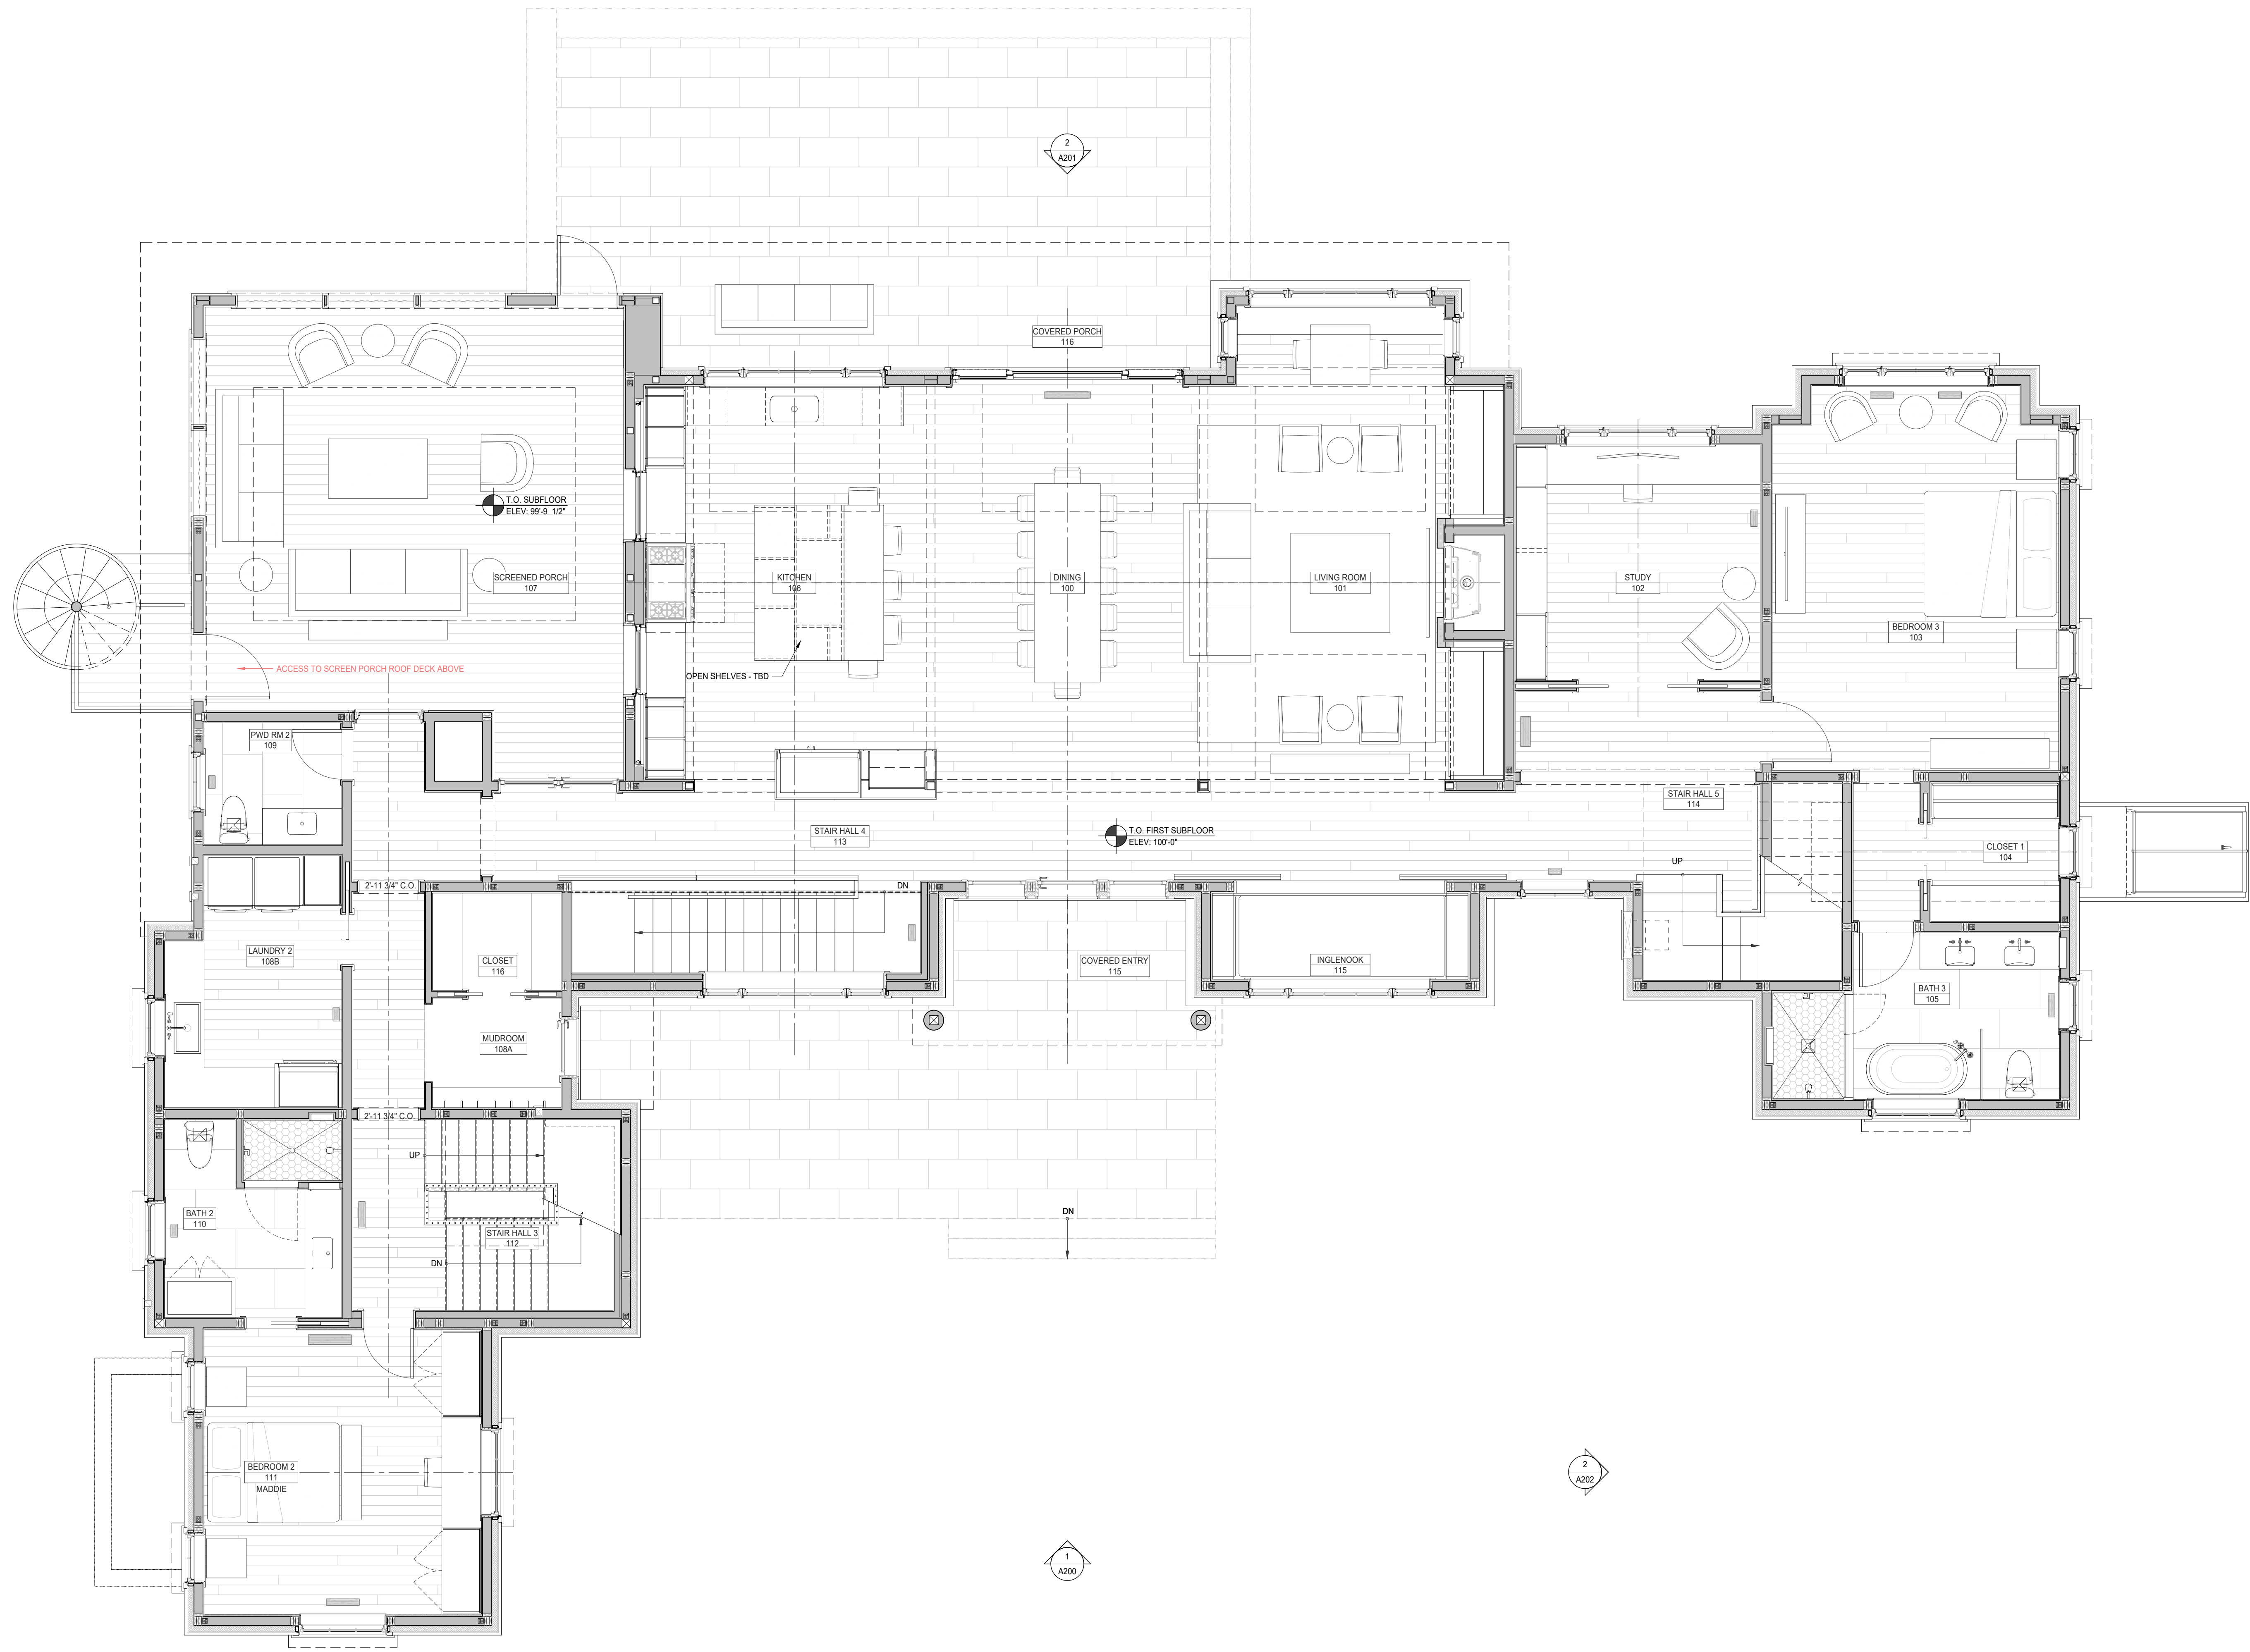 2
A201
COVERED PORCH
116
T.O. SUBFLOOR
ELEV: 99'-9 1/2"
SCREENED PORCH
107
KITCHEN
106
DINING
100
LIVING ROOM
101
STUDY
102
BEDROOM 3
103
ACCESS TO SCREEN PORCH ROOF DECK ABOVE
OPEN SHELVES - TBD
PWD RM 2
109
STAIR HALL 5
114
STAIR HALL 4
113
T.O. FIRST SUBFLOOR
ELEV: 100'-0"
CLOSET 1
104
UP
2'-11 3/4" C.O.
DN
LAUNDRY 2
108B
CLOSET
116
COVERED ENTRY
115
INGLENOOK
115
BATH 3
105
MUDROOM
108A
2'-11 3/4" C.O.
UP
BATH 2
110
DN
STAIR HALL 3
112
DN
BEDROOM 2
111
MADDIE
2
A202
1
A200